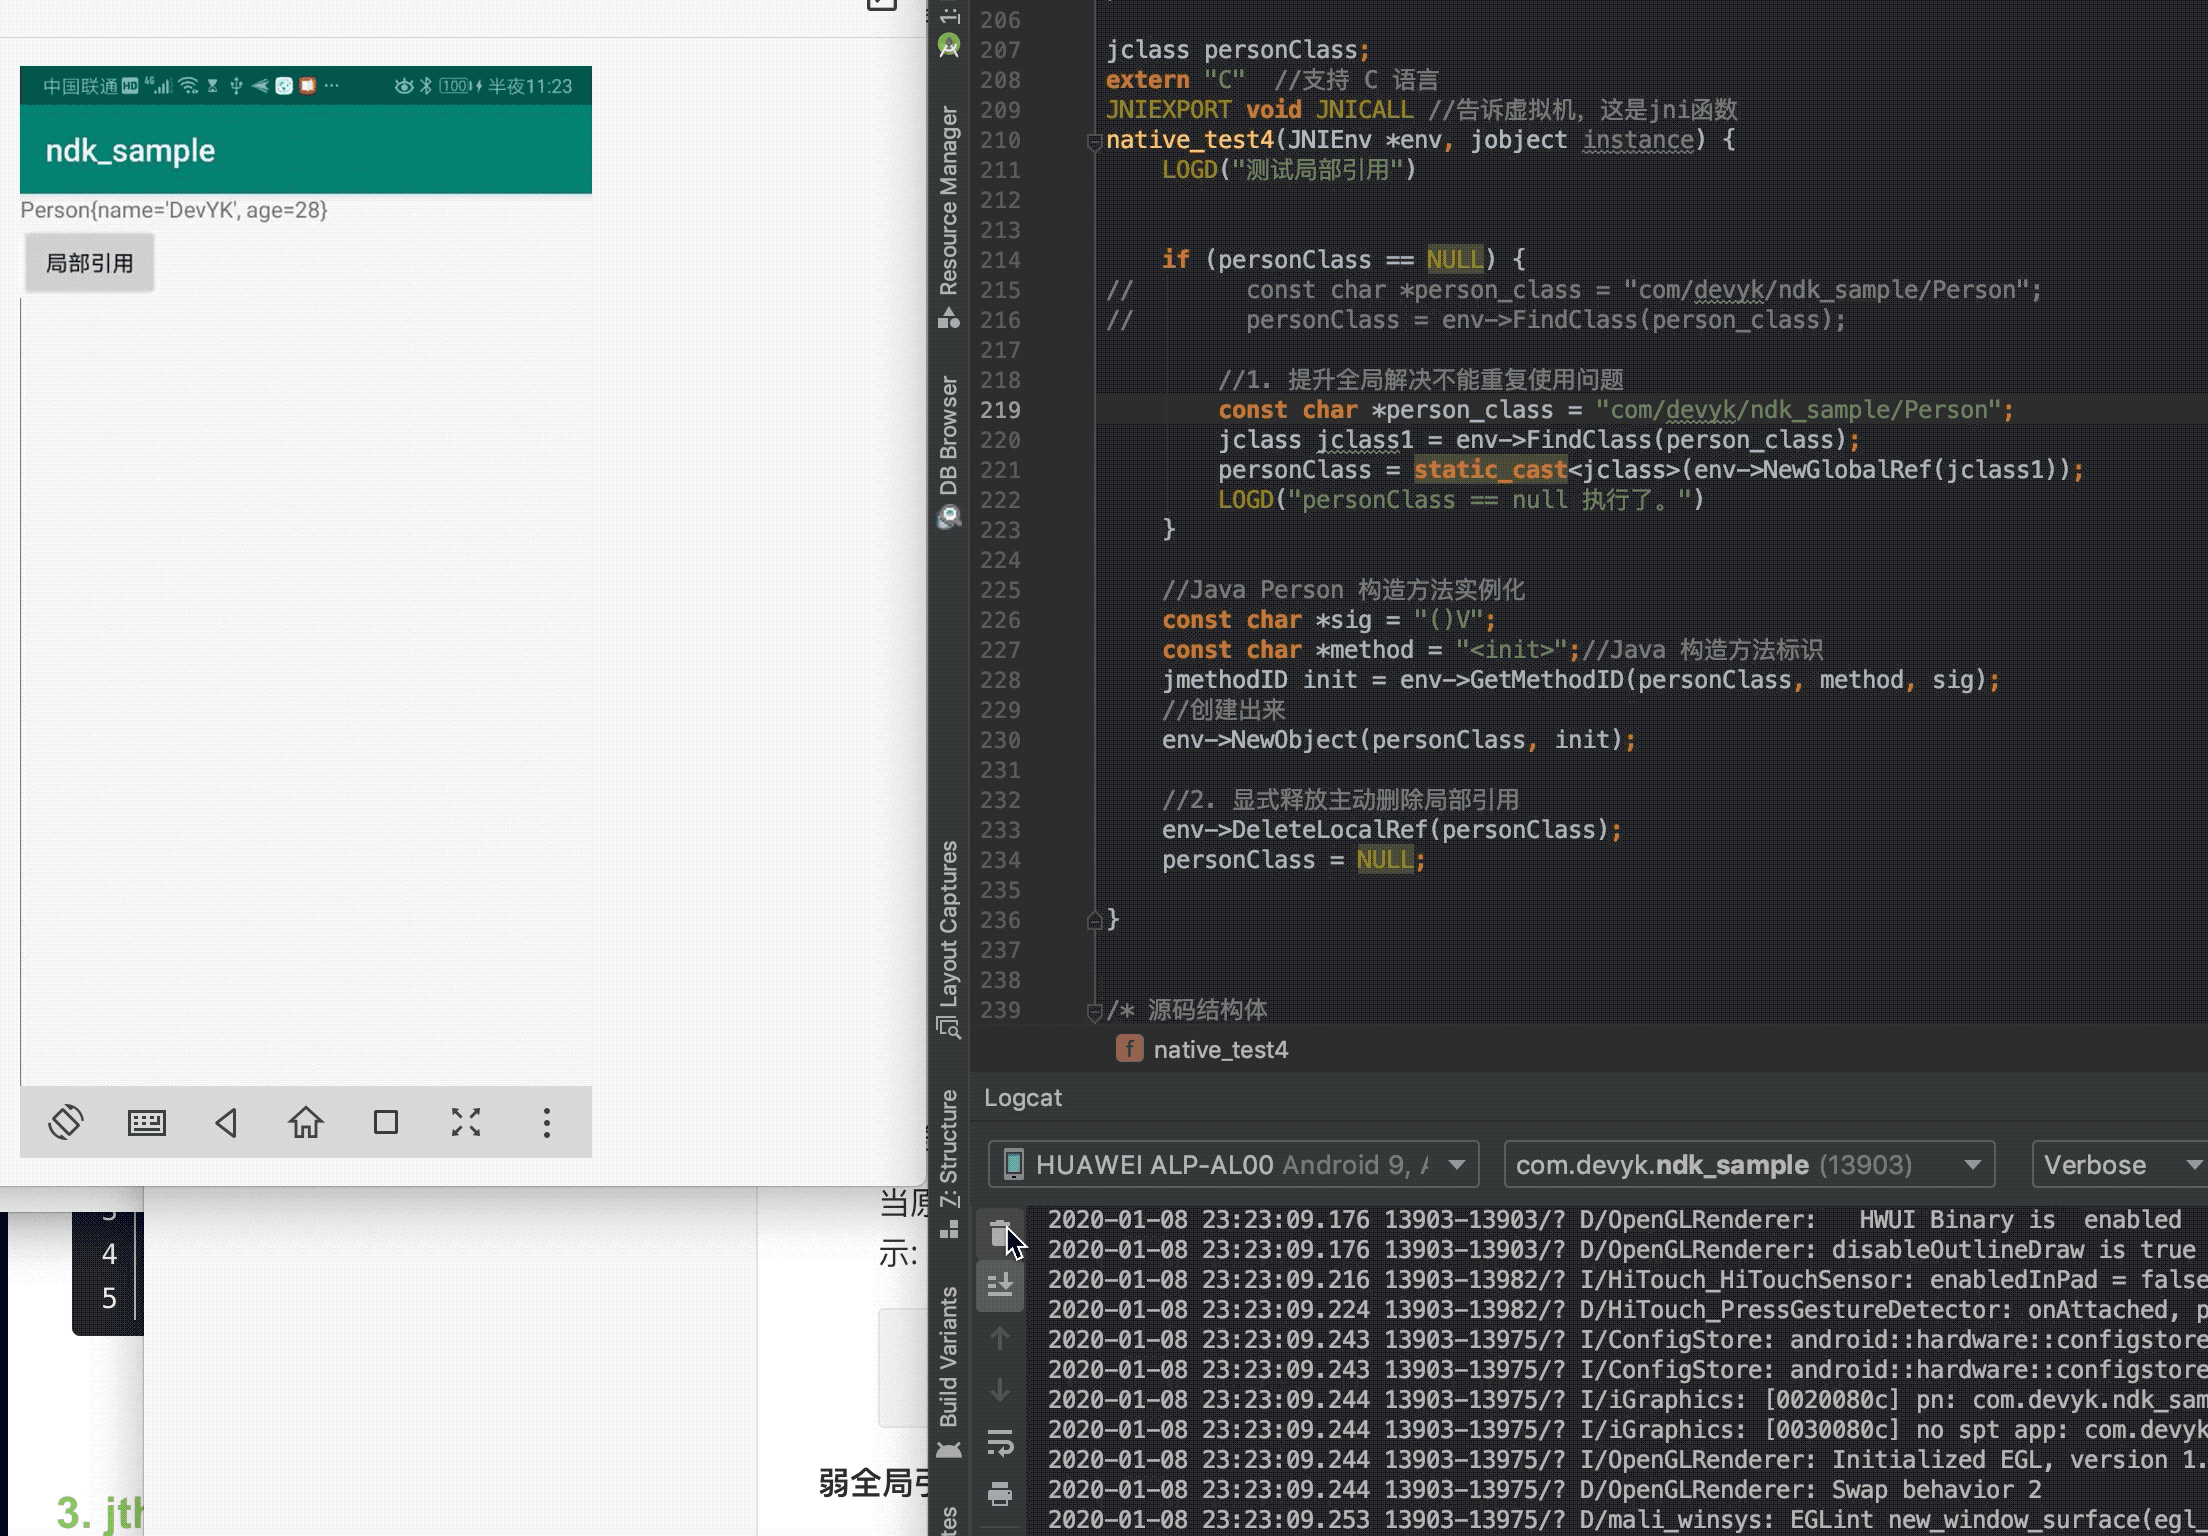 中国联通 HD 4G
100
半夜11:23
ndk_sample
Person{name='DevYK', age=28}
局部引用
4
5
3. jth
当原
示:
弱全局引
1:
Resource Manager
DB Browser
Layout Captures
Z: Structure
Build Variants
206
207 jclass personClass;
208 extern "C"  //支持 C 语言
209 JNIEXPORT void JNICALL //告诉虚拟机，这是jni函数
210 native_test4(JNIEnv *env, jobject instance) {
211     LOGD("测试局部引用")
212
213
214     if (personClass == NULL) {
215 //        const char *person_class = "com/devyk/ndk_sample/Person";
216 //        personClass = env->FindClass(person_class);
217
218         //1. 提升全局解决不能重复使用问题
219         const char *person_class = "com/devyk/ndk_sample/Person";
220         jclass jclass1 = env->FindClass(person_class);
221         personClass = static_cast<jclass>(env->NewGlobalRef(jclass1));
222         LOGD("personClass == null 执行了。")
223     }
224
225     //Java Person 构造方法实例化
226     const char *sig = "()V";
227     const char *method = "<init>";//Java 构造方法标识
228     jmethodID init = env->GetMethodID(personClass, method, sig);
229     //创建出来
230     env->NewObject(personClass, init);
231
232     //2. 显式释放主动删除局部引用
233     env->DeleteLocalRef(personClass);
234     personClass = NULL;
235
236 }
237
238
239 /* 源码结构体
f native_test4
Logcat
HUAWEI ALP-AL00 Android 9,
com.devyk.ndk_sample (13903)
Verbose
2020-01-08 23:23:09.176 13903-13903/? D/OpenGLRenderer:   HWUI Binary is  enabled
2020-01-08 23:23:09.176 13903-13903/? D/OpenGLRenderer: disableOutlineDraw is true
2020-01-08 23:23:09.216 13903-13982/? I/HiTouch_HiTouchSensor: enabledInPad = false
2020-01-08 23:23:09.224 13903-13982/? D/HiTouch_PressGestureDetector: onAttached, p
2020-01-08 23:23:09.243 13903-13975/? I/ConfigStore: android::hardware::configstore
2020-01-08 23:23:09.243 13903-13975/? I/ConfigStore: android::hardware::configstore
2020-01-08 23:23:09.244 13903-13975/? I/iGraphics: [0020080c] pn: com.devyk.ndk_sam
2020-01-08 23:23:09.244 13903-13975/? I/iGraphics: [0030080c] no spt app: com.devyk
2020-01-08 23:23:09.244 13903-13975/? I/OpenGLRenderer: Initialized EGL, version 1.
2020-01-08 23:23:09.244 13903-13975/? D/OpenGLRenderer: Swap behavior 2
2020-01-08 23:23:09.253 13903-13975/? D/mali_winsys: EGLint new_window_surface(egl_